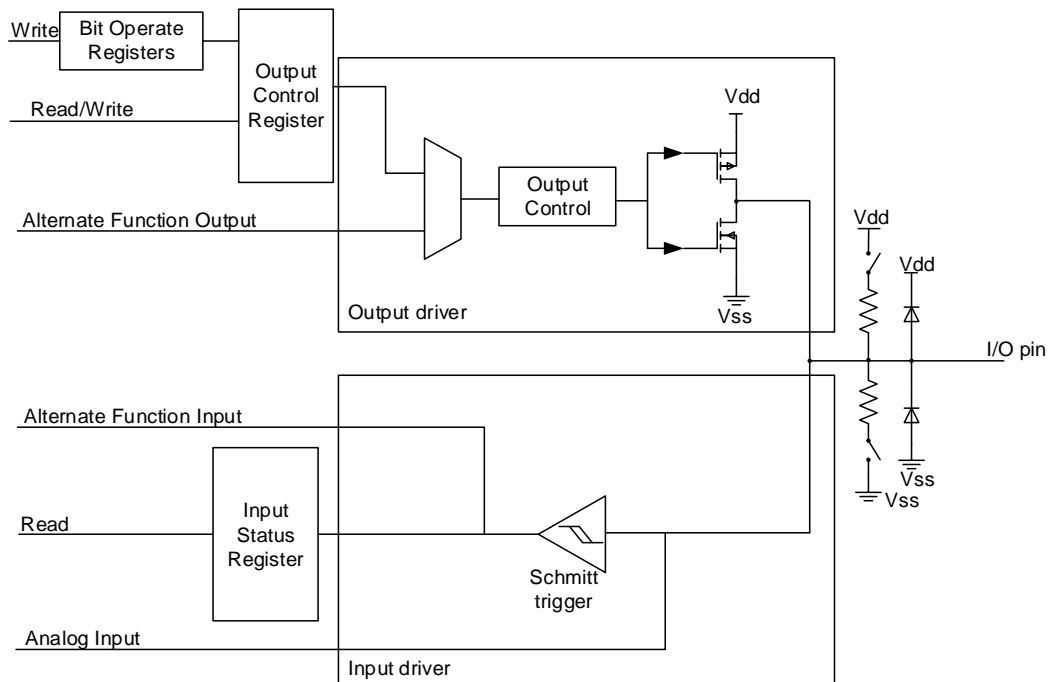 Write
Bit Operate
Registers
Read/Write
Output
Control
Register
Alternate Function Output
Output
Control
Vdd
Vss
Output driver
Vdd
Vdd
I/O pin
Vss
Vss
Alternate Function Input
Read
Input
Status
Register
Schmitt
trigger
Analog Input
Input driver